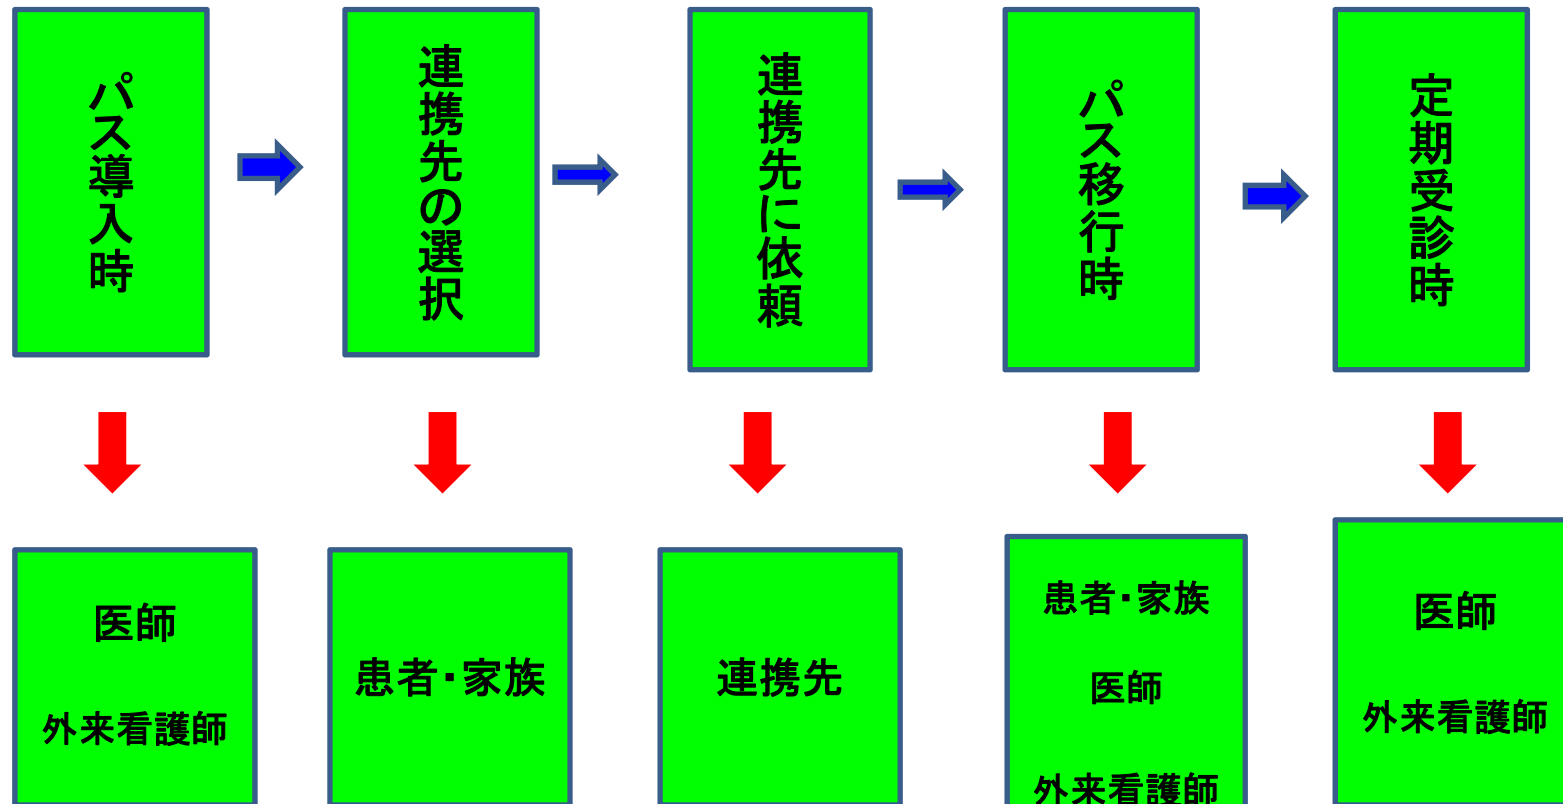 パス導入時
連携先の選択
連携先に依頼
パス移行時
定期受診時
医師
外来看護師
患者・家族
連携先
患者・家族
医師
外来看護師
医師
外来看護師